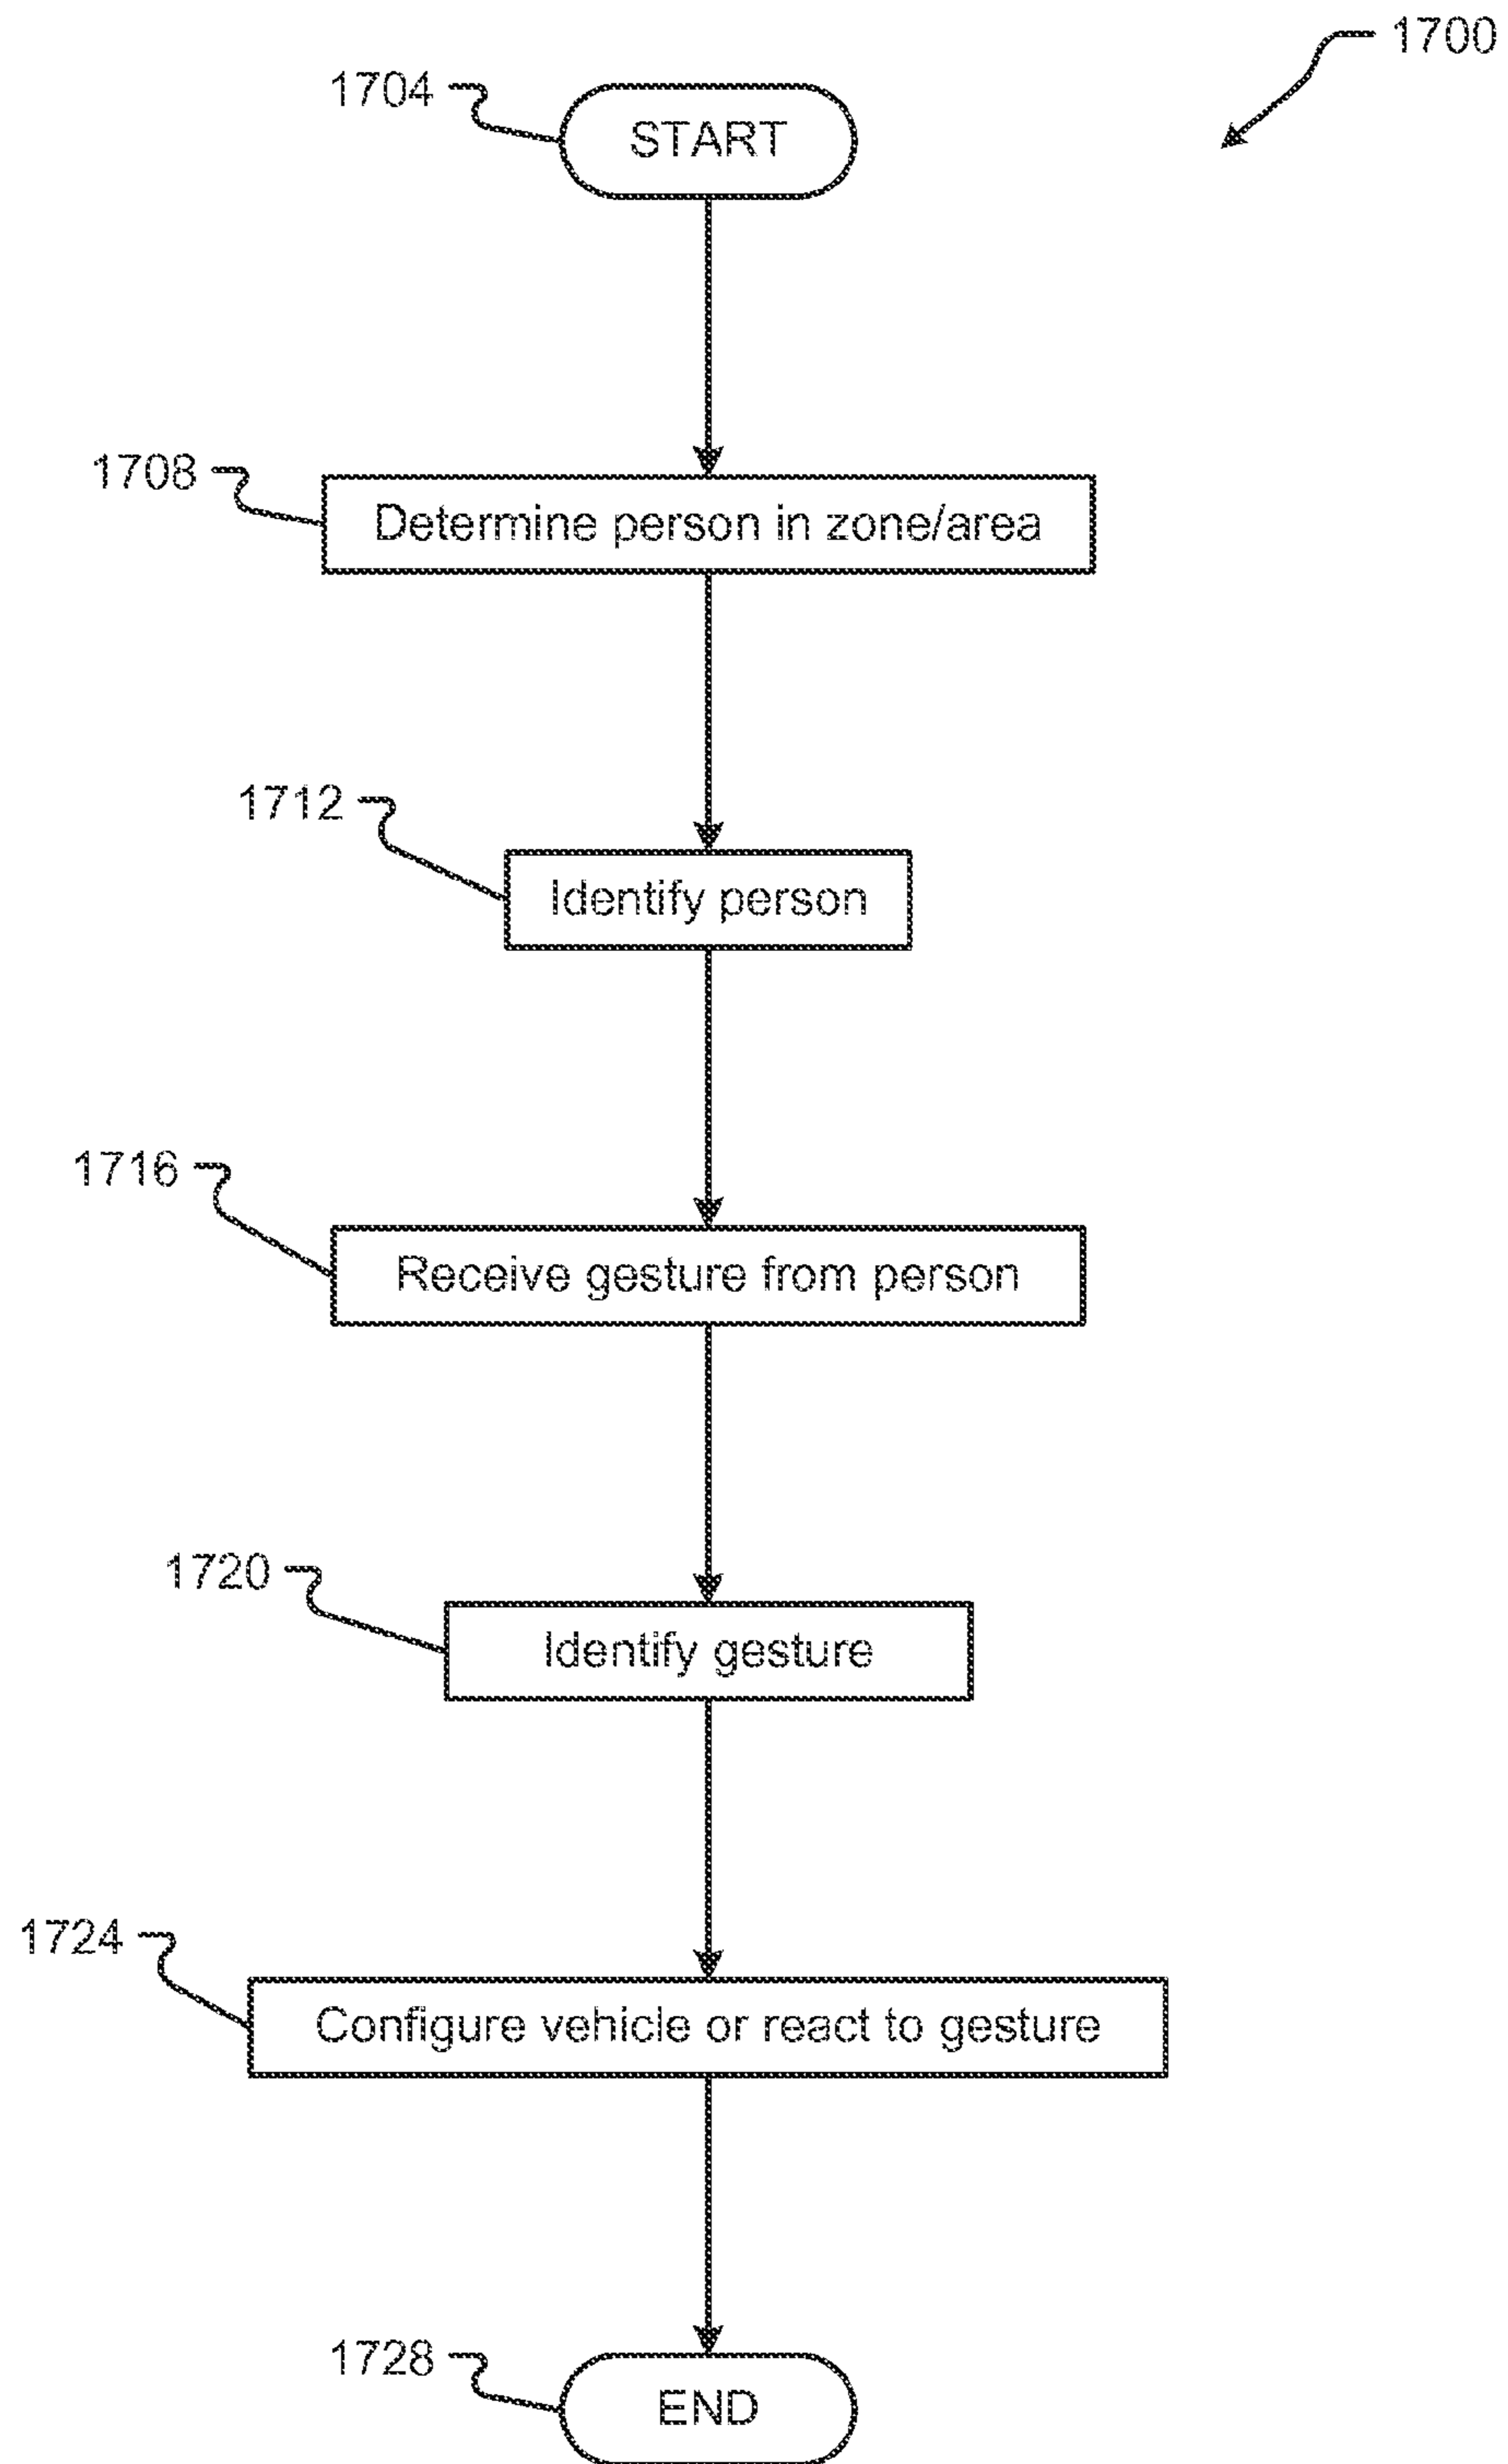 1700
1704
START
1708
Determine person in zone/area
1712
Identify person
1716
Receive gesture from person
1720
Identify gesture
1724
Configure vehicle or react to gesture
1728
END